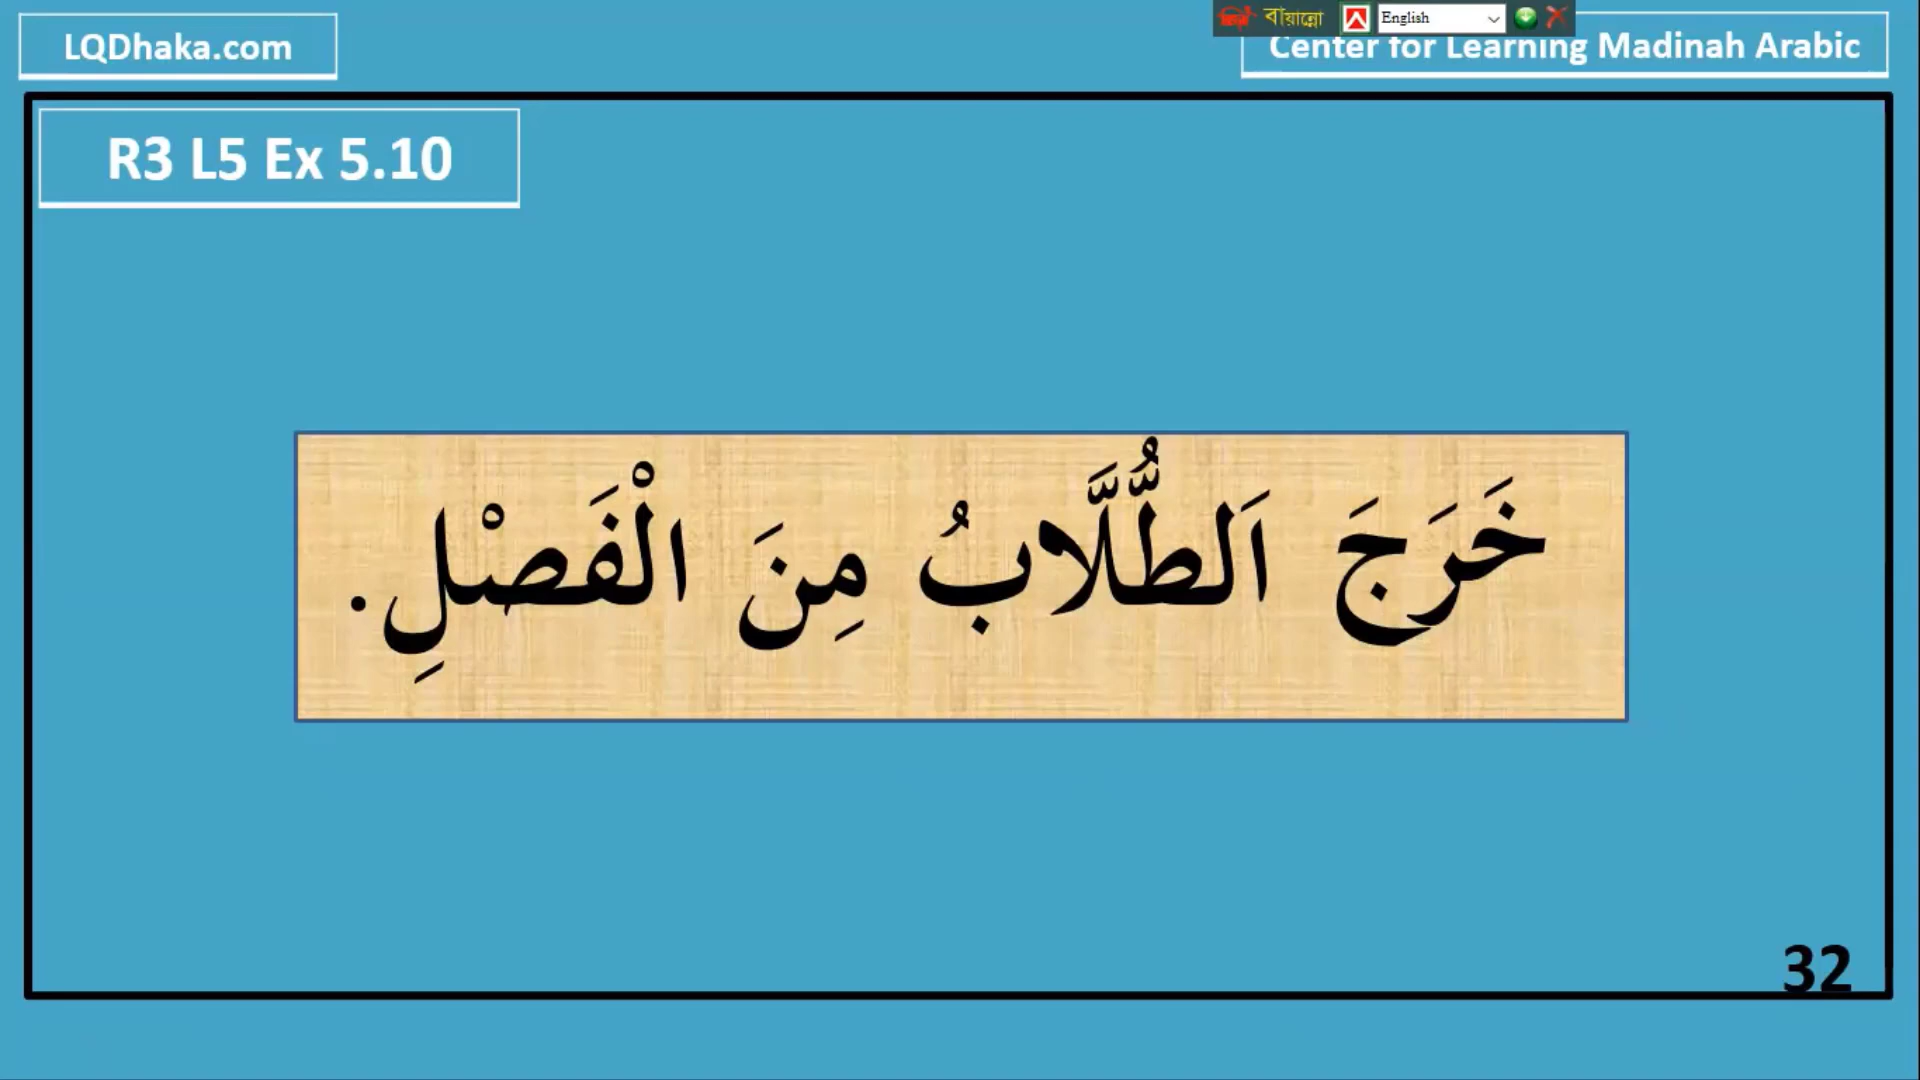 LQDhaka.com
বায়ান্নো
English
Center for Learning Madinah Arabic
R3 L5 Ex 5.10
خَرَجَ اَلطُّلَّابُ مِنَ الْفَصْلِ.
32